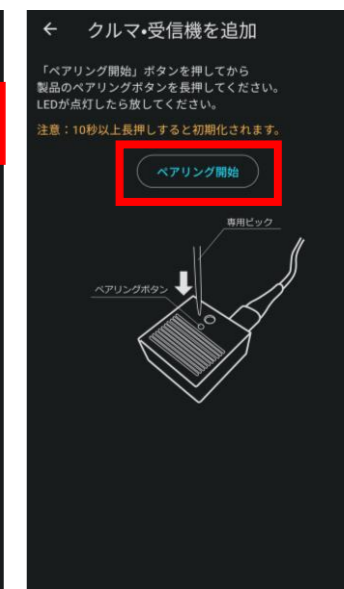 ← クルマ・受信機を追加
「ペアリング開始」ボタンを押してから
製品のペアリングボタンを長押してください。
LEDが点灯したら放してください。
注意：10秒以上長押しすると初期化されます。
ペアリング開始
専用ピック
ペアリングボタン